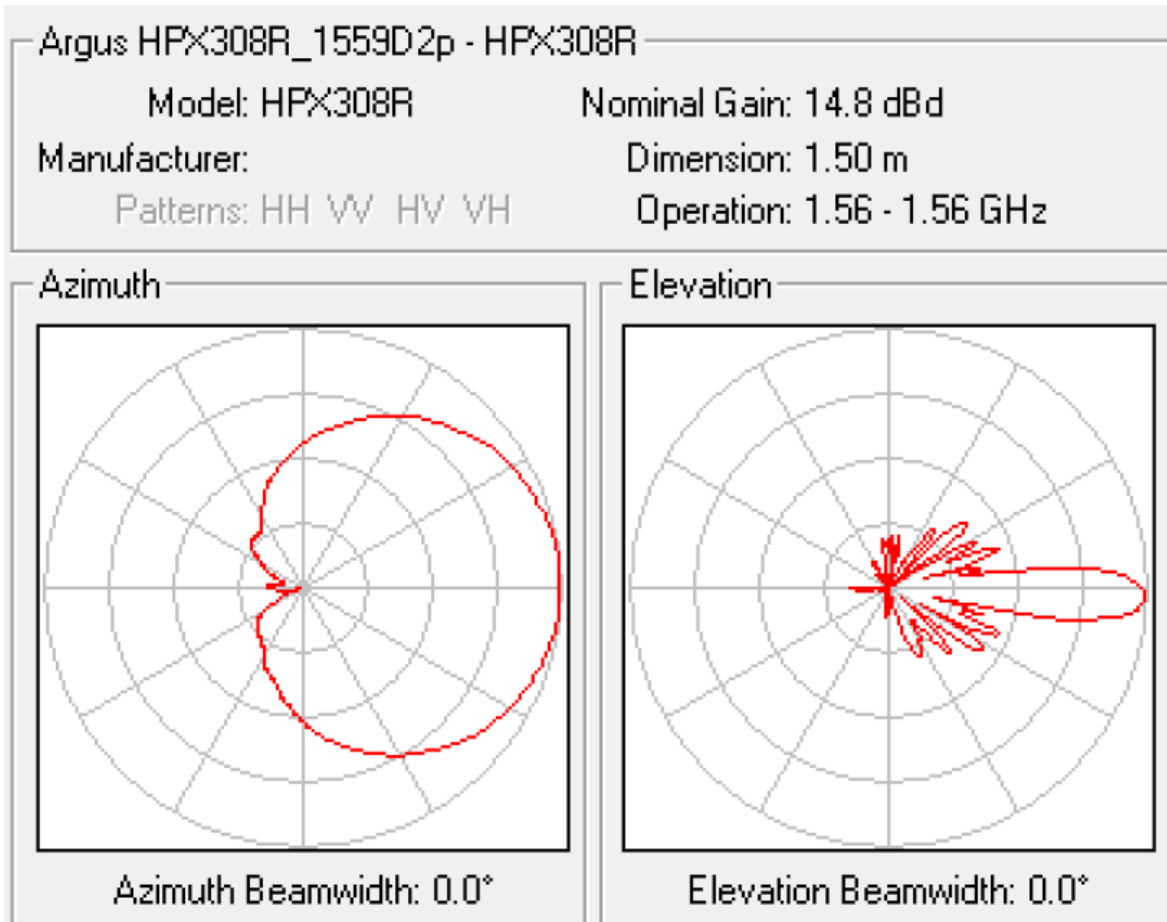 Argus HPX308R_1559D2p - HPX308R
Model: HPX308R Nominal Gain: 14.8 dBd
Manufacturer: Dimension: 1.50 m
Patterns: HH VV HV VH Operation: 1.56 - 1.56 GHz
Azimuth
Elevation
Azimuth Beamwidth: 0.0°
Elevation Beamwidth: 0.0°